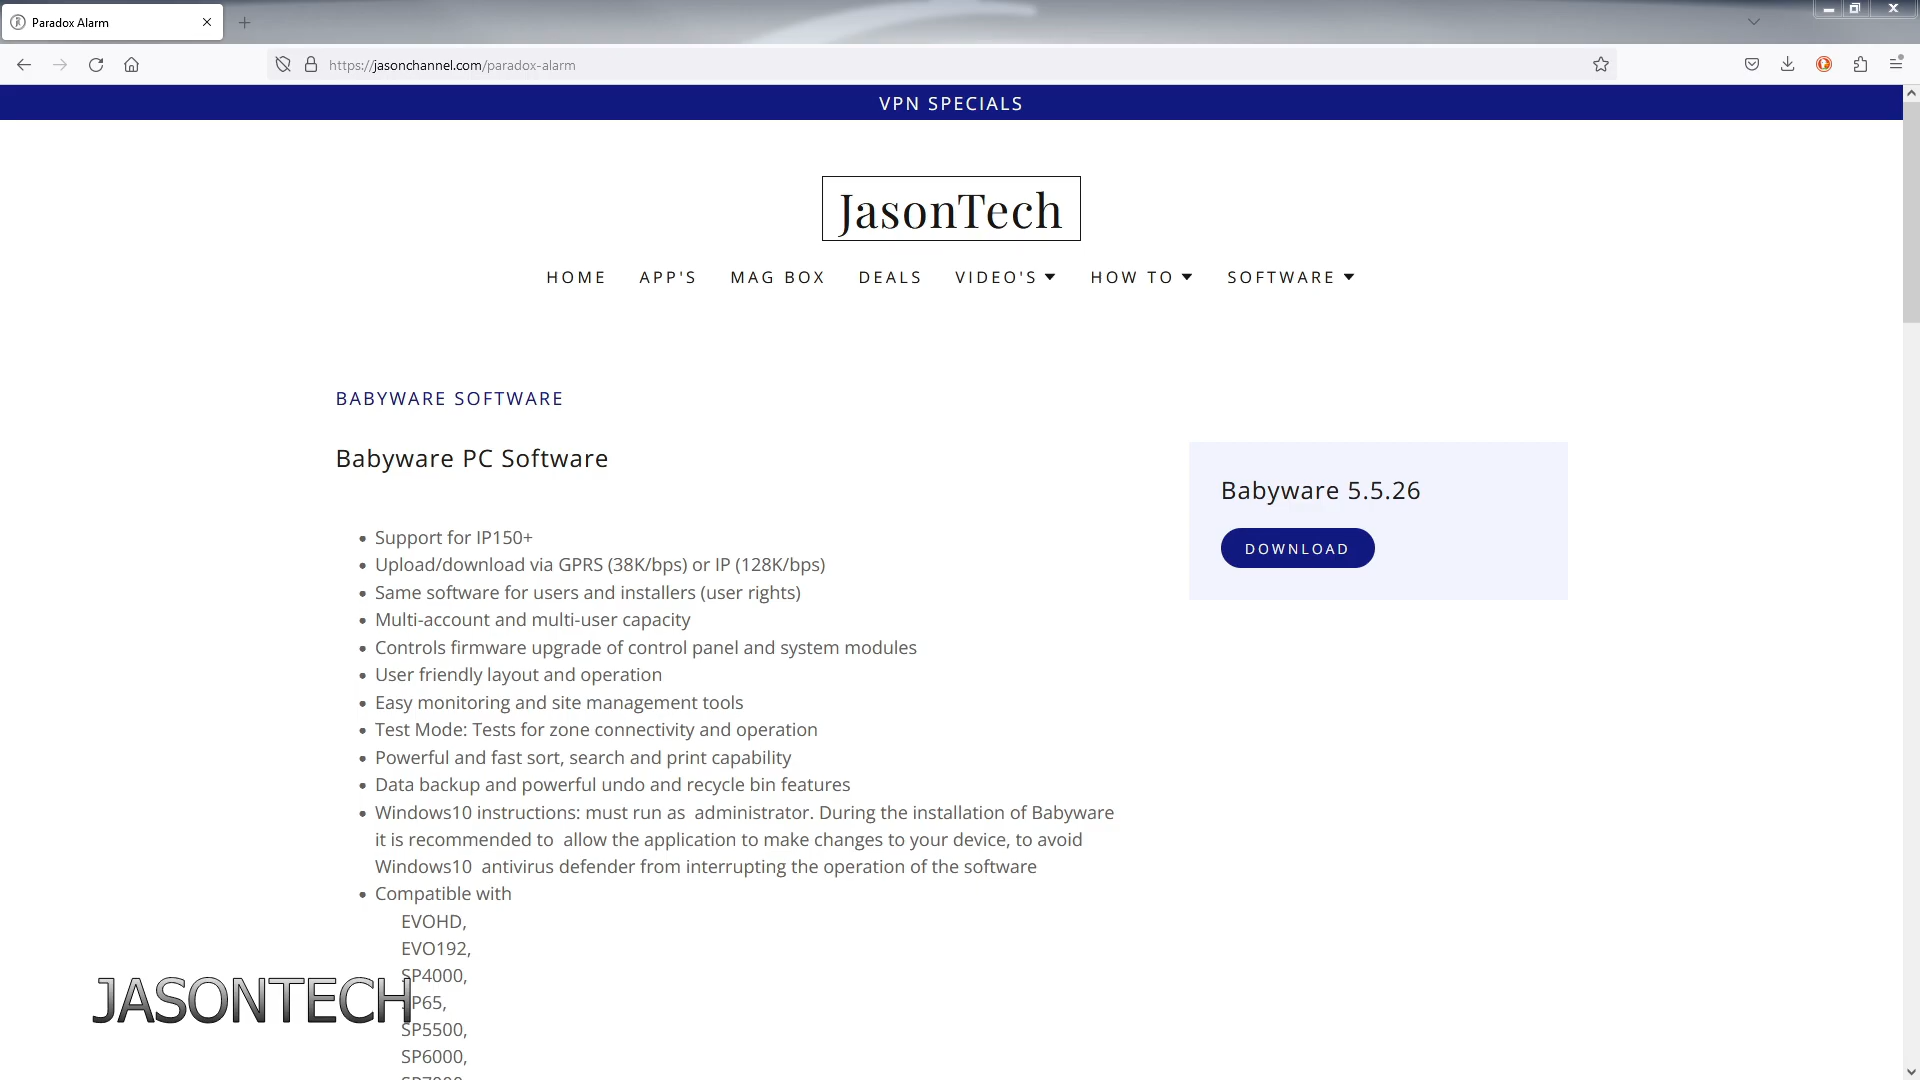 Paradox Alarm
https://jasonchannel.com/paradox-alarm
VPN SPECIALS
JasonTech
HOME APP'S MAG BOX DEALS VIDEO'S HOW TO SOFTWARE
BABYWARE SOFTWARE
Babyware PC Software
Babyware 5.5.26
DOWNLOAD
Support for IP150+
Upload/download via GPRS (38K/bps) or IP (128K/bps)
Same software for users and installers (user rights)
Multi-account and multi-user capacity
Controls firmware upgrade of control panel and system modules
User friendly layout and operation
Easy monitoring and site management tools
Test Mode: Tests for zone connectivity and operation
Powerful and fast sort, search and print capability
Data backup and powerful undo and recycle bin features
Windows10 instructions: must run as  administrator. During the installation of Babyware
it is recommended to  allow the application to make changes to your device, to avoid
Windows10  antivirus defender from interrupting the operation of the software
Compatible with
EVOHD,
EVO192,
SP4000,
SP65,
SP5500,
SP6000,
JASONTECH